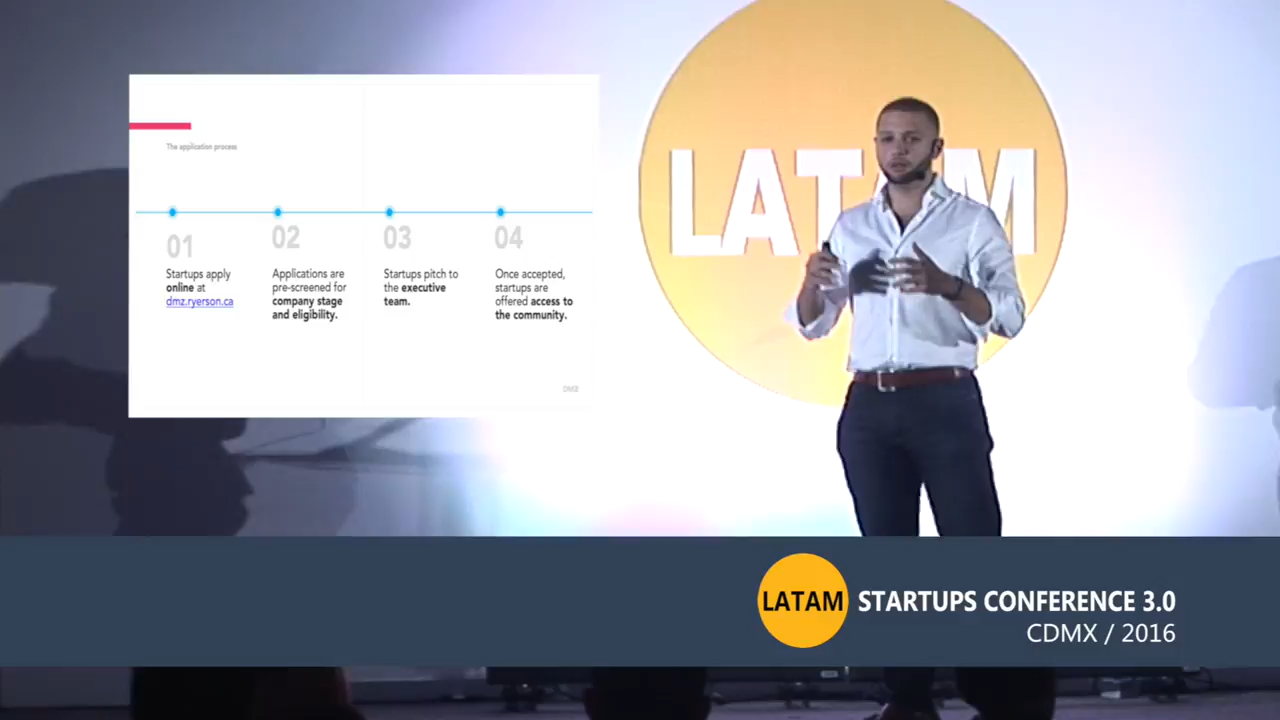 The application process
01
Startups apply
online at
dmz.ryerson.ca
02
Applications are
pre-screened for
company stage
and eligibility.
03
Startups pitch to
the executive
team.
04
Once accepted,
startups are
offered access to
the community.
DMZ
LATAM
LATAM
STARTUPS CONFERENCE 3.0
CDMX / 2016